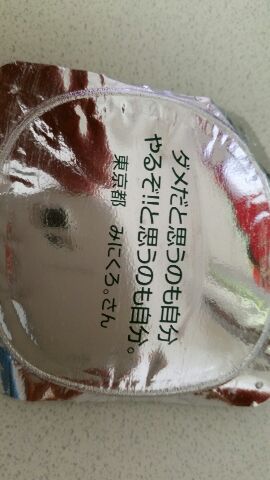 ダメだと思うのも自分
やるぞ!!と思うのも自分。
東京都 みにくろ。さん